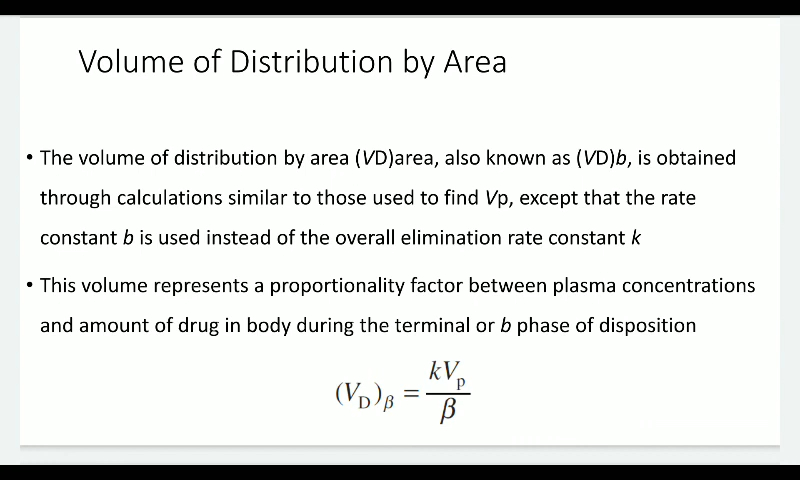 Volume of Distribution by Area
• The volume of distribution by area (VD)area, also known as (VD)b, is obtained
through calculations similar to those used to find Vp, except that the rate
constant b is used instead of the overall elimination rate constant k
• This volume represents a proportionality factor between plasma concentrations
and amount of drug in body during the terminal or b phase of disposition
(V_D)_β = kV_p / β